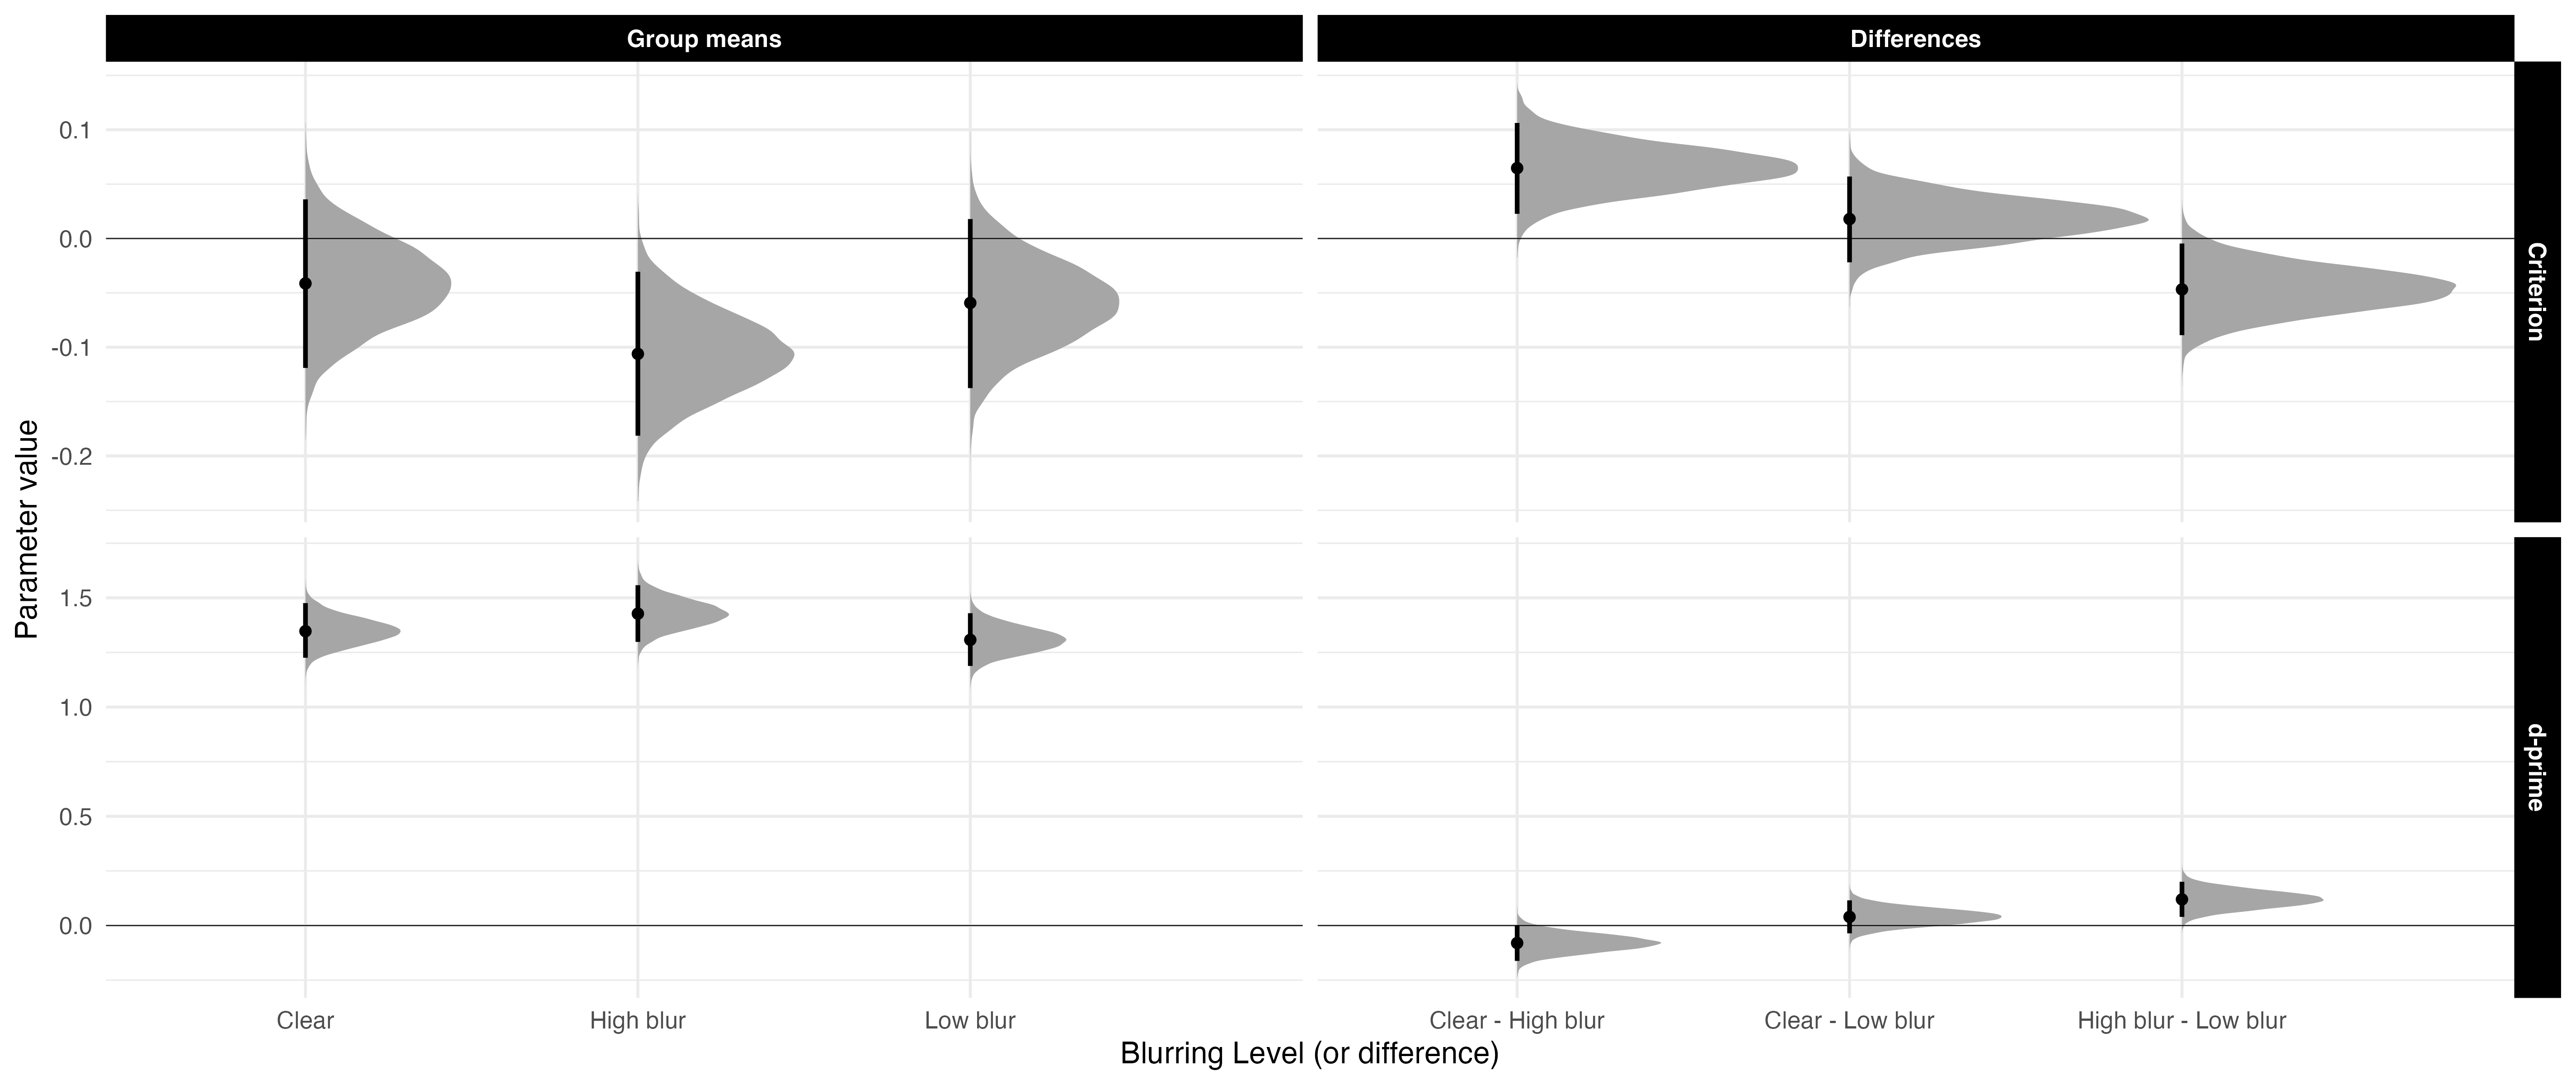 Group means
Differences
0.1
0.0
-0.1
-0.2
Criterion
Parameter value
1.5
1.0
0.5
0.0
d-prime
Clear
High blur
Low blur
Clear - High blur
Clear - Low blur
High blur - Low blur
Blurring Level (or difference)